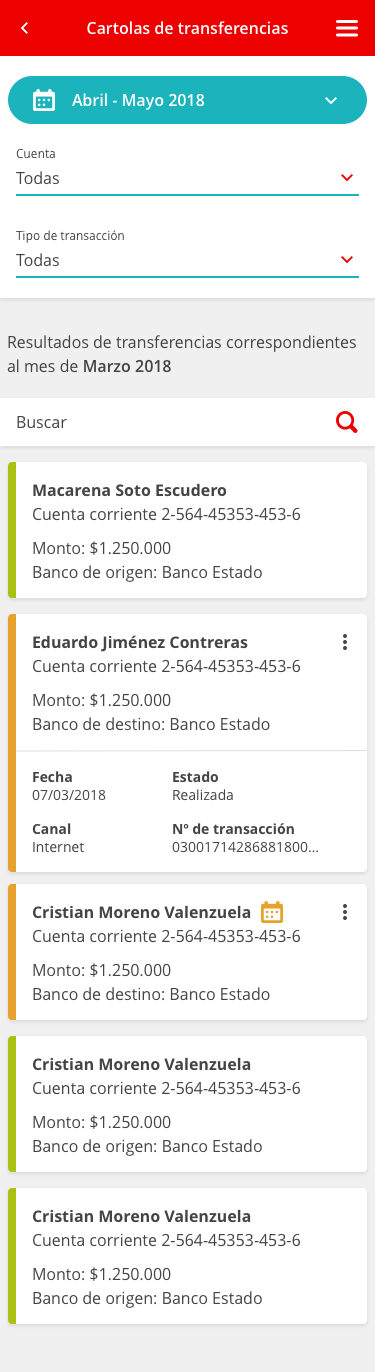 Cartolas de transferencias
Abril - Mayo 2018
Cuenta
Todas
Tipo de transacción
Todas
Resultados de transferencias correspondientes
al mes de Marzo 2018
Buscar
Macarena Soto Escudero
Cuenta corriente 2-564-45353-453-6
Monto: $1.250.000
Banco de origen: Banco Estado
Eduardo Jiménez Contreras
Cuenta corriente 2-564-45353-453-6
Monto: $1.250.000
Banco de destino: Banco Estado
Fecha
07/03/2018
Estado
Realizada
Canal
Internet
Nº de transacción
03001714286881800...
Cristian Moreno Valenzuela
Cuenta corriente 2-564-45353-453-6
Monto: $1.250.000
Banco de destino: Banco Estado
Cristian Moreno Valenzuela
Cuenta corriente 2-564-45353-453-6
Monto: $1.250.000
Banco de origen: Banco Estado
Cristian Moreno Valenzuela
Cuenta corriente 2-564-45353-453-6
Monto: $1.250.000
Banco de origen: Banco Estado